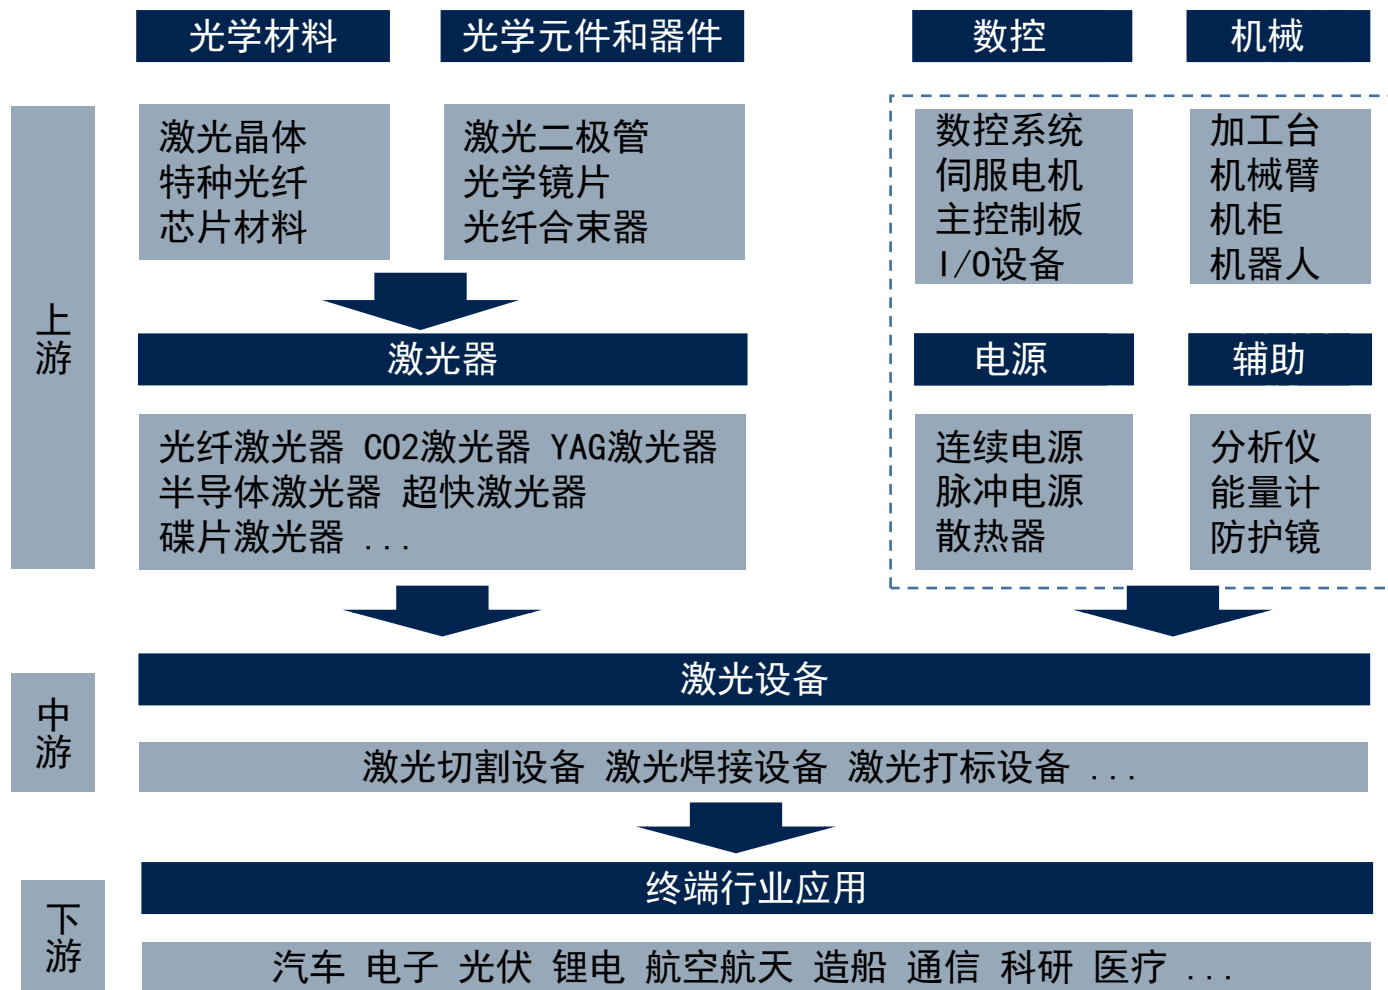 光学材料
光学元件和器件
数控
机械
上游
激光晶体
特种光纤
芯片材料
激光二极管
光学镜片
光纤合束器
数控系统
伺服电机
主控制板
I/O设备
加工台
机械臂
机柜
机器人
激光器
电源
辅助
光纤激光器 CO2激光器 YAG激光器
半导体激光器 超快激光器
碟片激光器 ...
连续电源
脉冲电源
散热器
分析仪
能量计
防护镜
中游
激光设备
激光切割设备 激光焊接设备 激光打标设备 ...
下游
终端行业应用
汽车 电子 光伏 锂电 航空航天 造船 通信 科研 医疗 ...